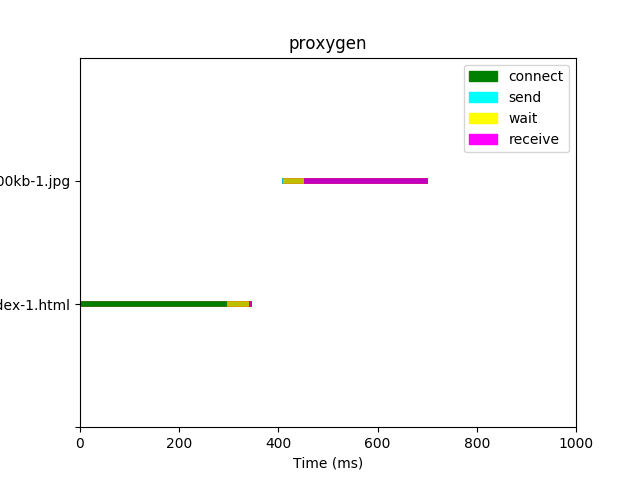 proxygen
connect
send
wait
receive
00kb-1.jpg
dex-1.html
0
200
400
600
800
1000
Time (ms)